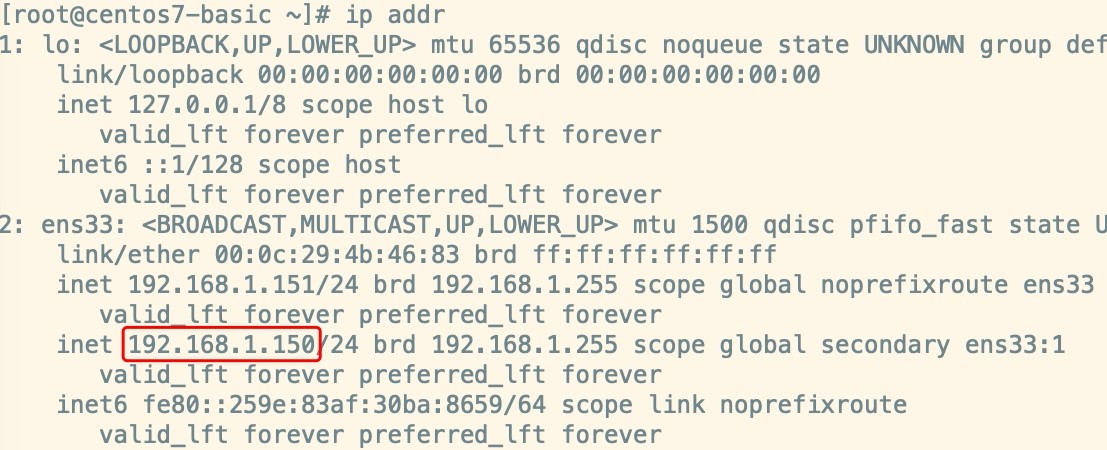 [root@centos7-basic ~]# ip addr
1: lo: <LOOPBACK,UP,LOWER_UP> mtu 65536 qdisc noqueue state UNKNOWN group def
link/loopback 00:00:00:00:00:00 brd 00:00:00:00:00:00
inet 127.0.0.1/8 scope host lo
valid_lft forever preferred_lft forever
inet6 ::1/128 scope host
valid_lft forever preferred_lft forever
2: ens33: <BROADCAST,MULTICAST,UP,LOWER_UP> mtu 1500 qdisc pfifo_fast state U
link/ether 00:0c:29:4b:46:83 brd ff:ff:ff:ff:ff:ff
inet 192.168.1.151/24 brd 192.168.1.255 scope global noprefixroute ens33
valid_lft forever preferred_lft forever
inet 192.168.1.150/24 brd 192.168.1.255 scope global secondary ens33:1
valid_lft forever preferred_lft forever
inet6 fe80::259e:83af:30ba:8659/64 scope link noprefixroute
valid_lft forever preferred_lft forever